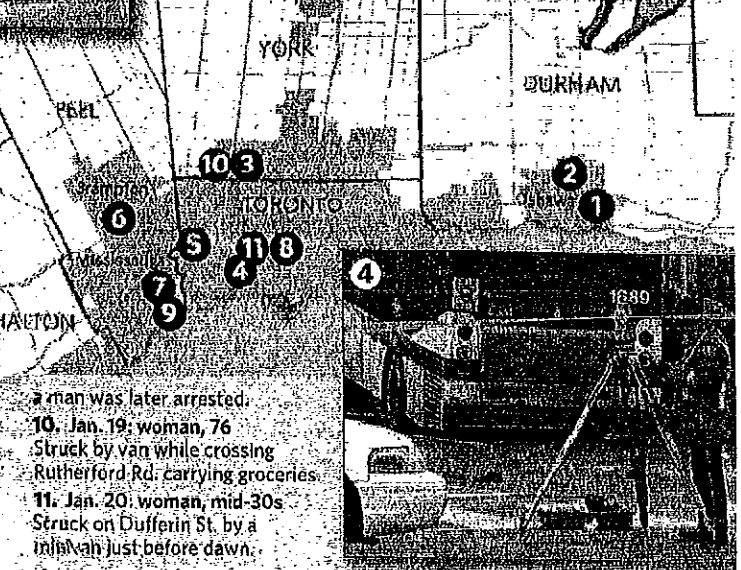 YORK
PEEL
DURHAM
10 3
2
TORONTO
1
Brampton
6
5
11 8
4
Mississauga
7
9
HALTON
4
1389
a man was later arrested.
10. Jan. 19: woman, 76
Struck by van while crossing
Rutherford Rd. carrying groceries
11. Jan. 20: woman, mid-30s
Struck on Dufferin St. by a
minivan just before dawn.